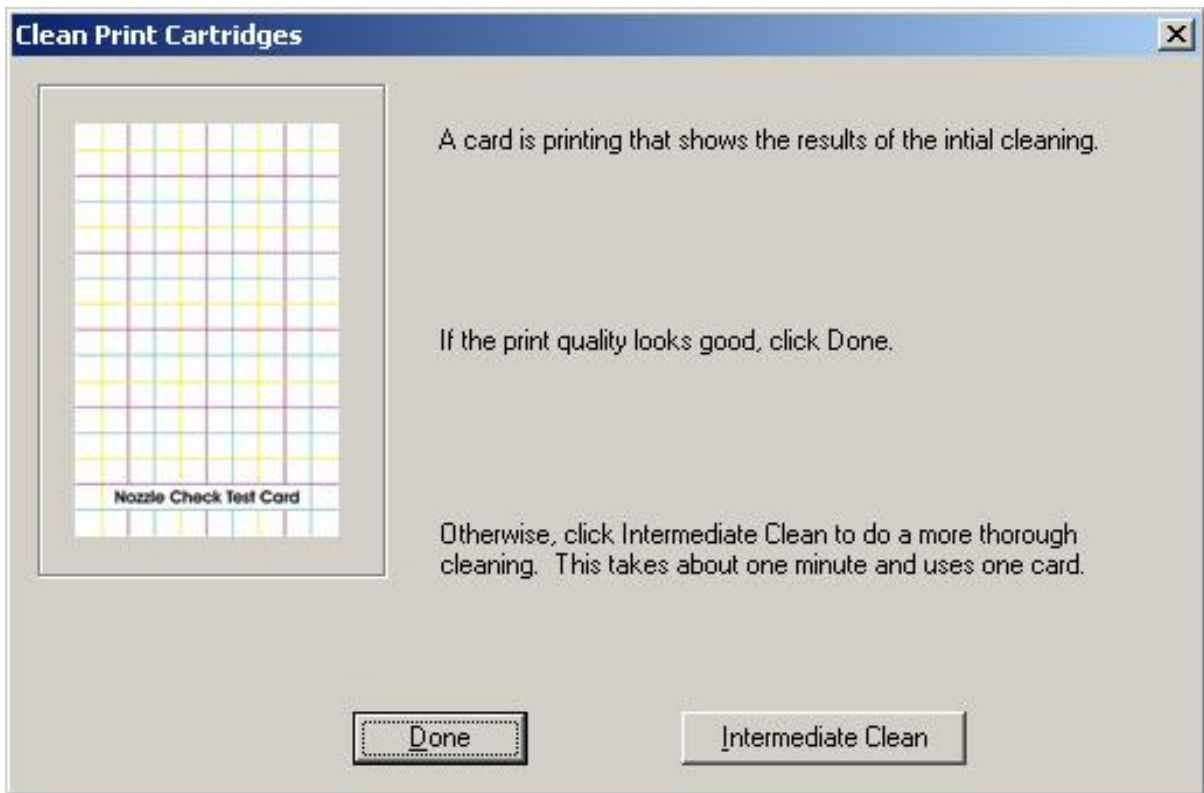 Clean Print Cartridges
A card is printing that shows the results of the intial cleaning.
If the print quality looks good, click Done.
Nozzle Check Test Card
Otherwise, click Intermediate Clean to do a more thorough
cleaning.  This takes about one minute and uses one card.
Done
Intermediate Clean